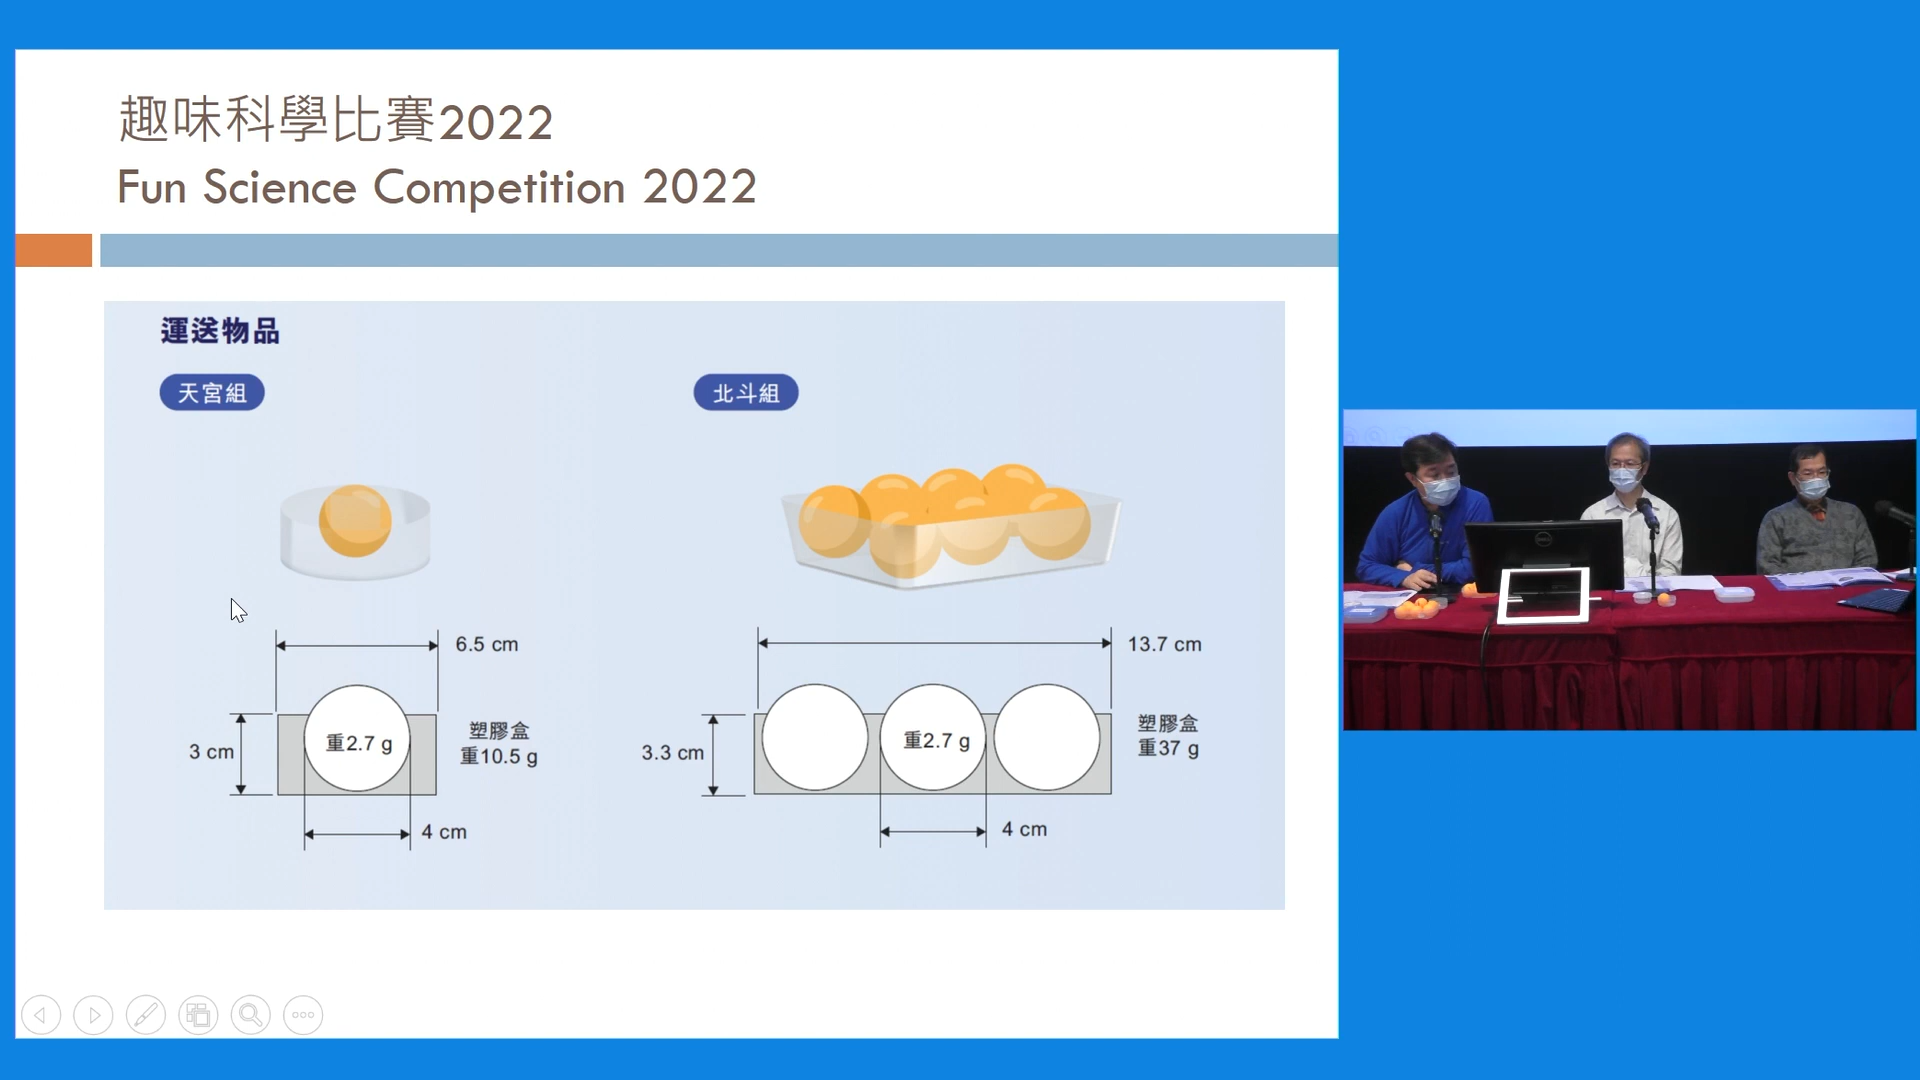 趣味科學比賽2022
Fun Science Competition 2022
運送物品
天宮組
北斗組
6.5 cm
13.7 cm
3 cm
重2.7 g
塑膠盒
重10.5 g
3.3 cm
重2.7 g
塑膠盒
重37 g
4 cm
4 cm
DELL